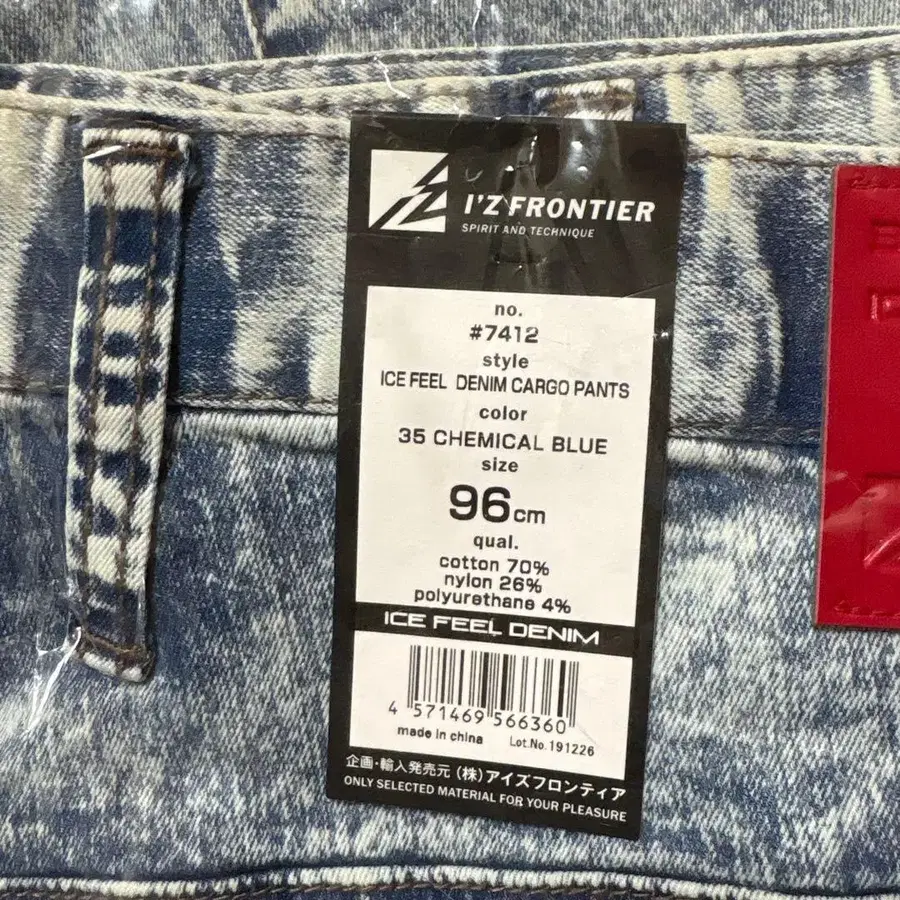 I'Z FRONTIER
SPIRIT AND TECHNIQUE
no.
#7412
style
ICE FEEL DENIM CARGO PANTS
color
35 CHEMICAL BLUE
size
96cm
qual.
cotton 70%
nylon 26%
polyurethane 4%
ICE FEEL DENIM
4 571469 566360
made in china Lot.No.191226
企画・輸入発売元 (株)アイズフロンティア
ONLY SELECTED MATERIAL FOR YOUR PLEASURE